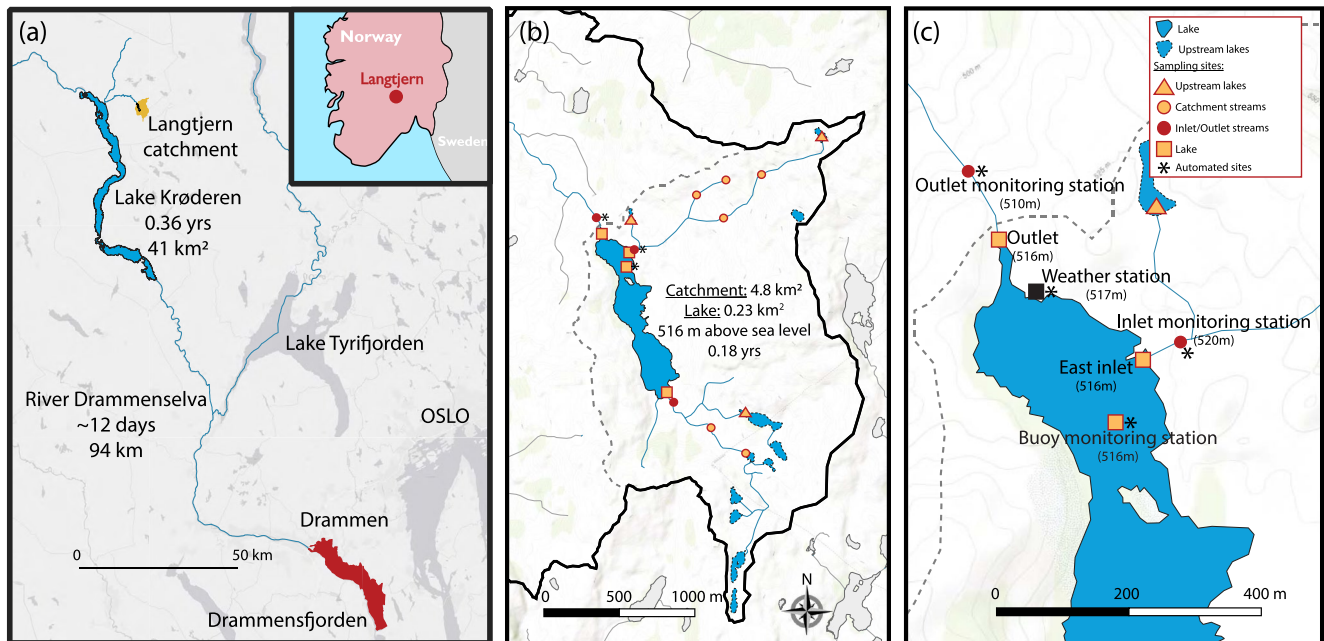 (a)
Norway
Langtjern
Sweden
Langtjern
catchment
Lake Krøderen
0.36 yrs
41 km²
Lake Tyrifjorden
River Drammenselva
~12 days
94 km
OSLO
Drammen
0 50 km
Drammensfjorden
(b)
Catchment: 4.8 km²
Lake: 0.23 km²
516 m above sea level
0.18 yrs
N
0 500 1000 m
(c)
Lake
Upstream lakes
Sampling sites:
Upstream lakes
Catchment streams
Inlet/Outlet streams
Lake
Automated sites
Outlet monitoring station
(510m)
Outlet
(516m)
Weather station
(517m)
Inlet monitoring station
(520m)
East inlet
(516m)
Buoy monitoring station
(516m)
0 200 400 m